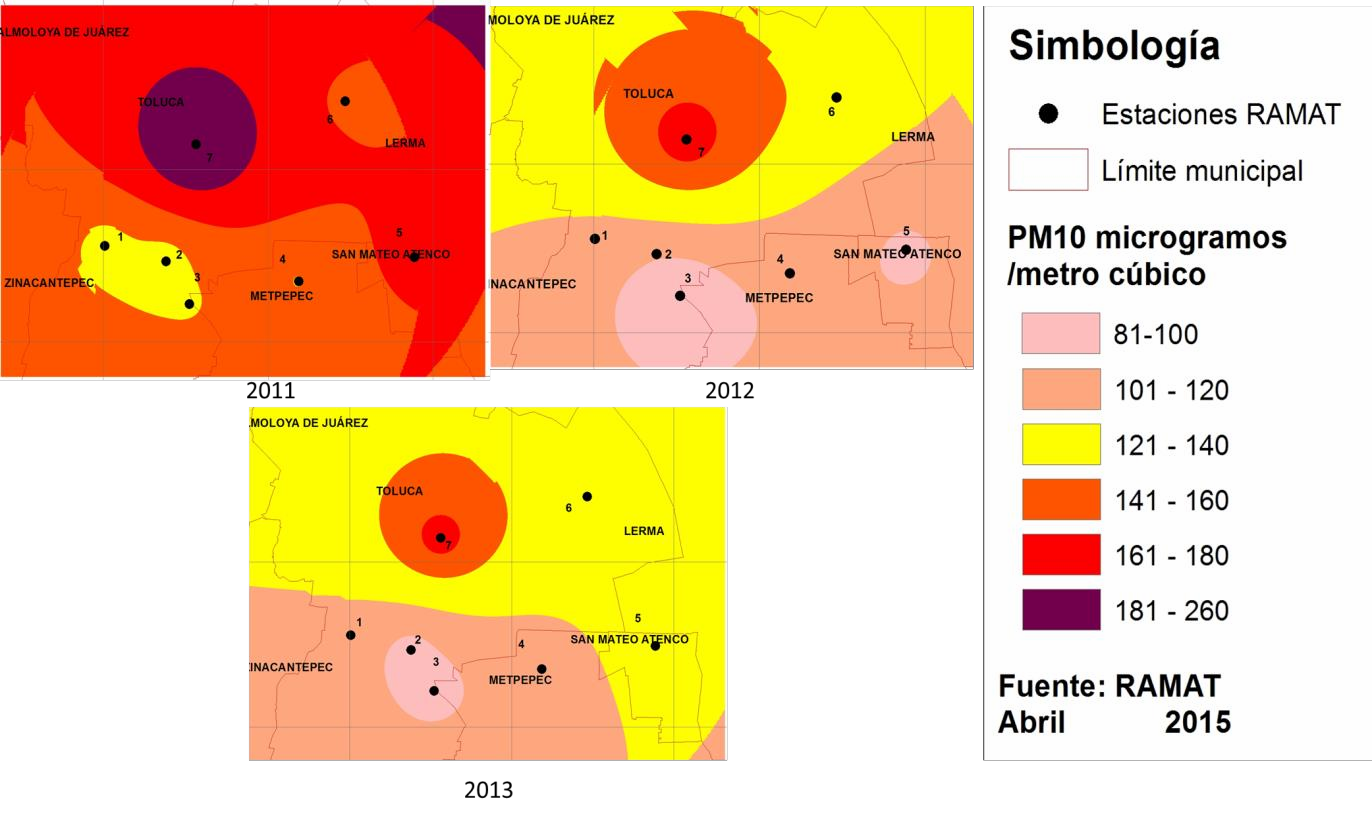 ALMOLOYA DE JUÁREZ
TOLUCA
7
6
LERMA
1
2
3
4
5
SAN MATEO ATENCO
ZINACANTEPEC
METPEPEC
2011
MOLOYA DE JUÁREZ
TOLUCA
7
6
LERMA
1
2
3
4
5
SAN MATEO ATENCO
NACANTEPEC
METPEPEC
2012
LMOLOYA DE JUÁREZ
TOLUCA
7
6
LERMA
1
2
3
4
5
SAN MATEO ATENCO
INACANTEPEC
METPEPEC
2013
Simbología
Estaciones RAMAT
Límite municipal
PM10 microgramos
/metro cúbico
81-100
101 - 120
121 - 140
141 - 160
161 - 180
181 - 260
Fuente: RAMAT
Abril 2015